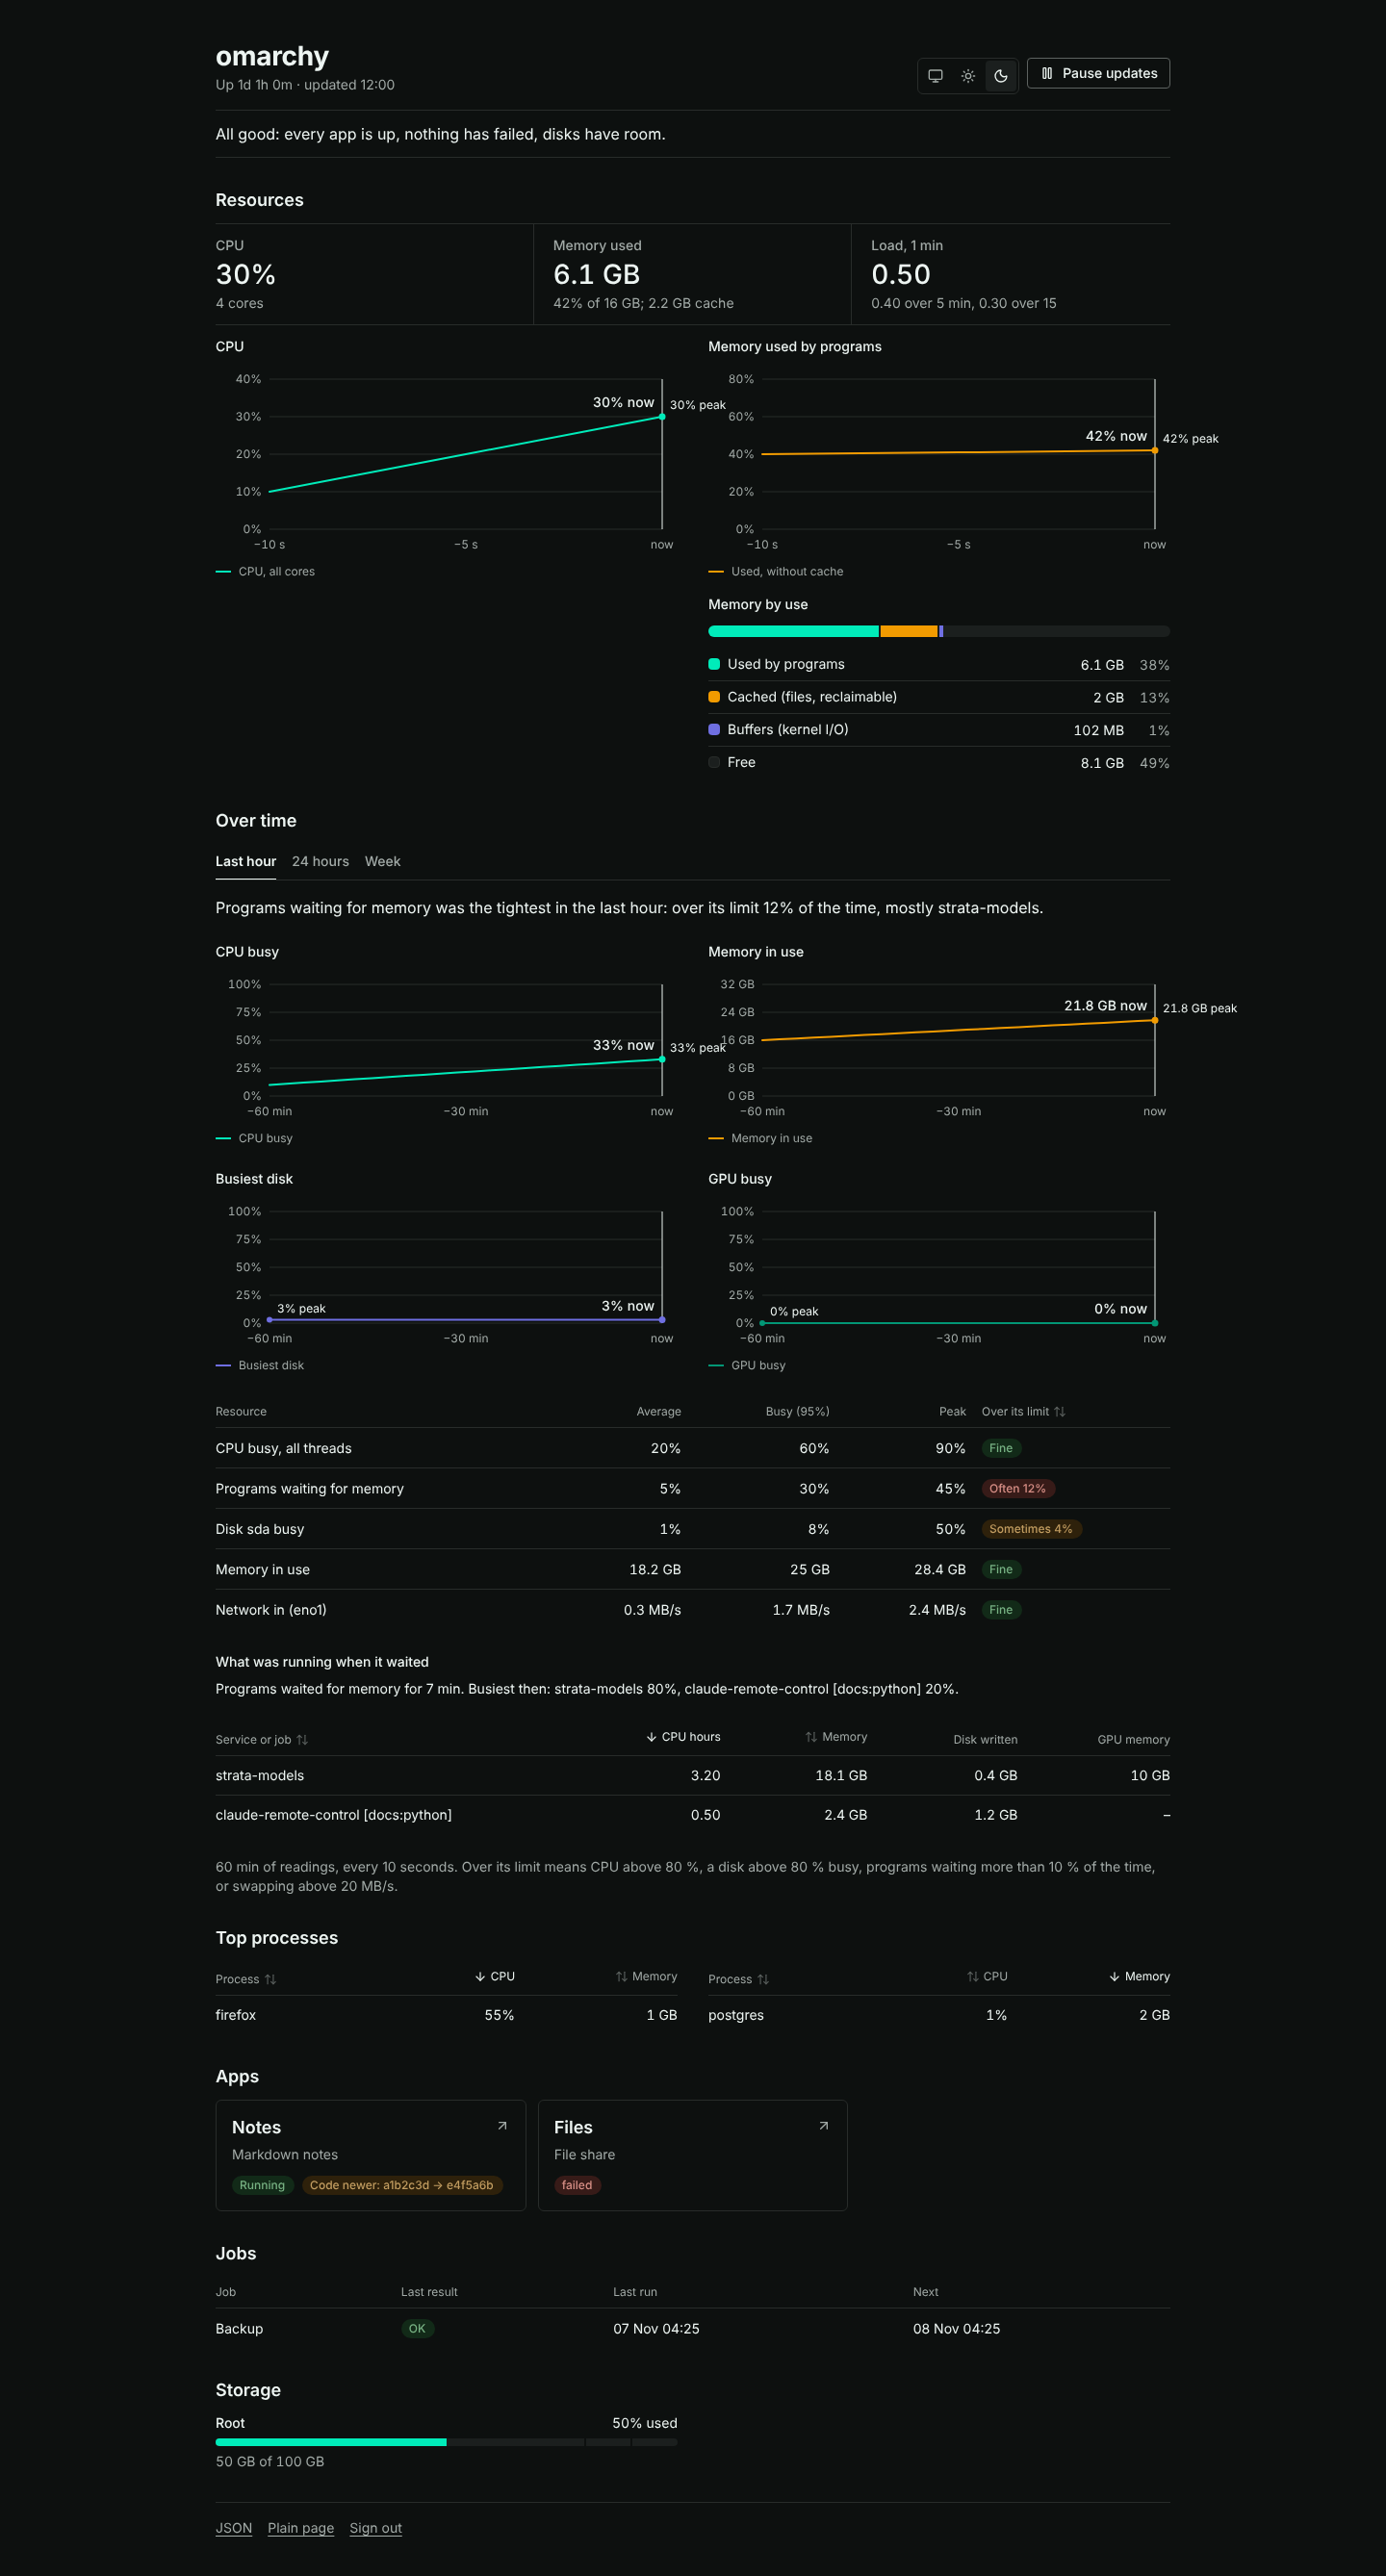 omarchy
Up 1d 1h 0m · updated 12:00
Pause updates
All good: every app is up, nothing has failed, disks have room.
Resources
CPU
30%
4 cores
Memory used
6.1 GB
42% of 16 GB; 2.2 GB cache
Load, 1 min
0.50
0.40 over 5 min, 0.30 over 15
CPU
40%
30%
20%
10%
0%
30% now
30% peak
−10 s
−5 s
now
CPU, all cores
Memory used by programs
80%
60%
40%
20%
0%
42% now
42% peak
−10 s
−5 s
now
Used, without cache
Memory by use
Used by programs 6.1 GB 38%
Cached (files, reclaimable) 2 GB 13%
Buffers (kernel I/O) 102 MB 1%
Free 8.1 GB 49%
Over time
Last hour 24 hours Week
Programs waiting for memory was the tightest in the last hour: over its limit 12% of the time, mostly strata-models.
CPU busy
100%
75%
50%
25%
0%
33% now
33% peak
−60 min
−30 min
now
CPU busy
Memory in use
32 GB
24 GB
16 GB
8 GB
0 GB
21.8 GB now
21.8 GB peak
−60 min
−30 min
now
Memory in use
Busiest disk
100%
75%
50%
25%
0%
3% peak
3% now
−60 min
−30 min
now
Busiest disk
GPU busy
100%
75%
50%
25%
0%
0% peak
0% now
−60 min
−30 min
now
GPU busy
Resource Average Busy (95%) Peak Over its limit
CPU busy, all threads 20% 60% 90% Fine
Programs waiting for memory 5% 30% 45% Often 12%
Disk sda busy 1% 8% 50% Sometimes 4%
Memory in use 18.2 GB 25 GB 28.4 GB Fine
Network in (eno1) 0.3 MB/s 1.7 MB/s 2.4 MB/s Fine
What was running when it waited
Programs waited for memory for 7 min. Busiest then: strata-models 80%, claude-remote-control [docs:python] 20%.
Service or job CPU hours Memory Disk written GPU memory
strata-models 3.20 18.1 GB 0.4 GB 10 GB
claude-remote-control [docs:python] 0.50 2.4 GB 1.2 GB –
60 min of readings, every 10 seconds. Over its limit means CPU above 80 %, a disk above 80 % busy, programs waiting more than 10 % of the time,
or swapping above 20 MB/s.
Top processes
Process CPU Memory
firefox 55% 1 GB
Process CPU Memory
postgres 1% 2 GB
Apps
Notes
Markdown notes
Running Code newer: a1b2c3d → e4f5a6b
Files
File share
failed
Jobs
Job Last result Last run Next
Backup OK 07 Nov 04:25 08 Nov 04:25
Storage
Root 50% used
50 GB of 100 GB
JSON Plain page Sign out